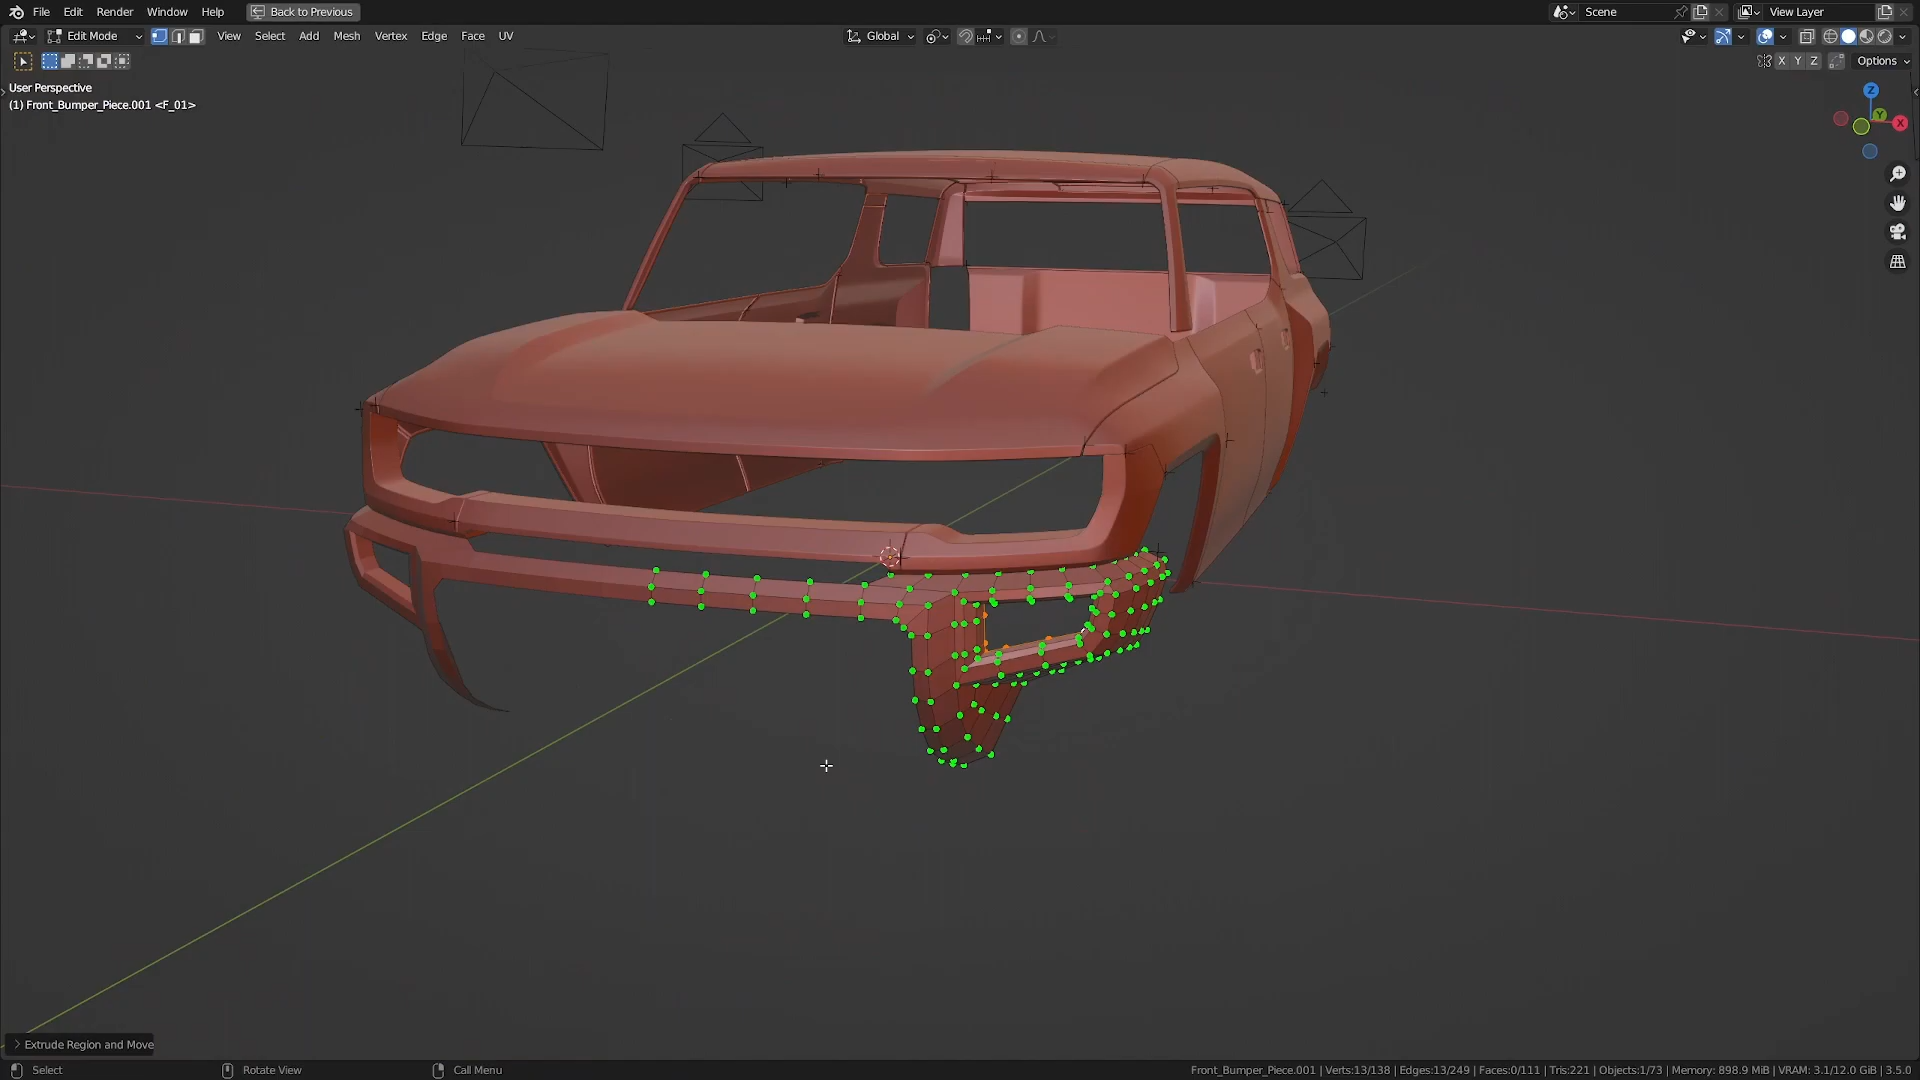 File Edit Render Window Help Back to Previous Scene View Layer
Edit Mode View Select Add Mesh Vertex Edge Face UV Global
X Y Z Options
User Perspective
(1) Front_Bumper_Piece.001 <F_01>
Z
Y
X
Extrude Region and Move
Select Rotate View Call Menu Front_Bumper_Piece.001 | Verts:13/138 | Edges:13/249 | Faces:0/111 | Tris:221 | Objects:1/73 | Memory: 898.9 MiB | VRAM: 3.1/12.0 GiB | 3.5.0